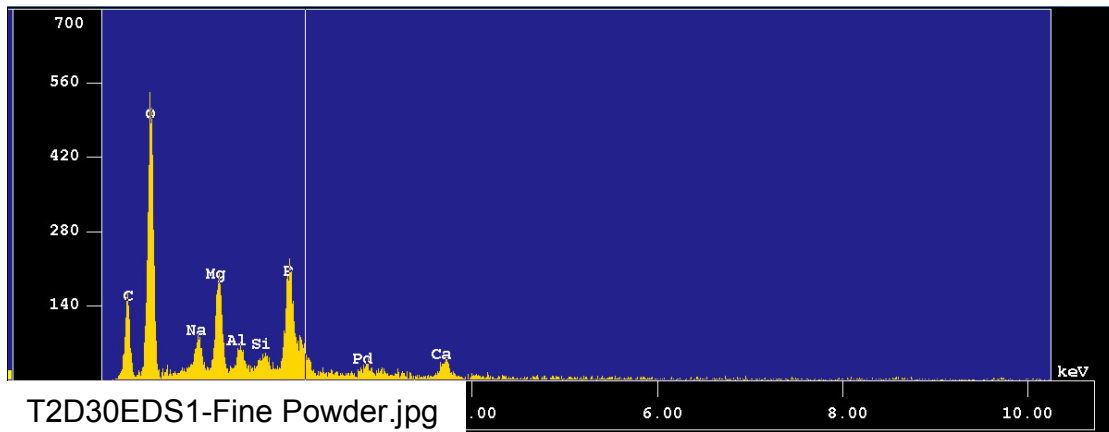 700
560
O
420
280
P
Mg
C
140
Na
Al
Si
Pd
Ca
keV
.00
6.00
8.00
10.00
T2D30EDS1-Fine Powder.jpg